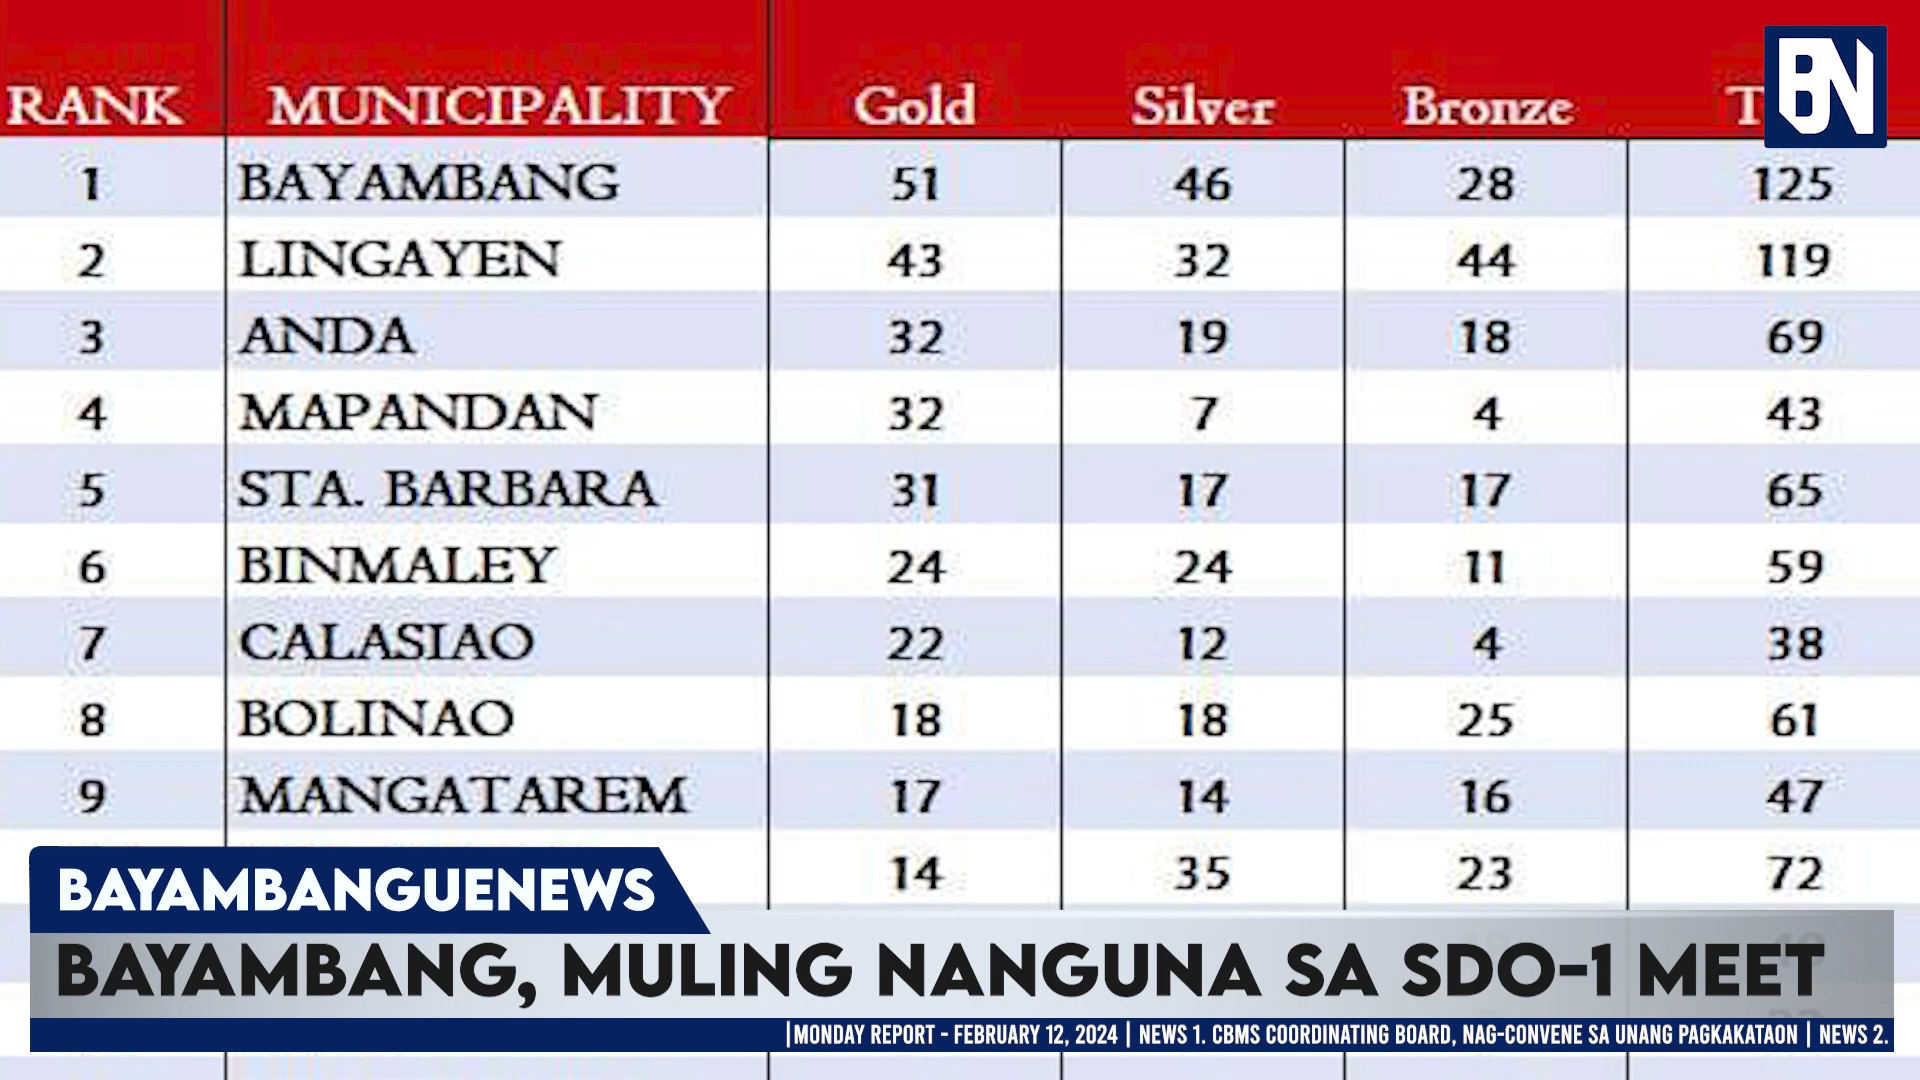 RANK MUNICIPALITY Gold Silver Bronze
BN
1 BAYAMBANG 51 46 28 125
2 LINGAYEN 43 32 44 119
3 ANDA 32 19 18 69
4 MAPANDAN 32 7 4 43
5 STA. BARBARA 31 17 17 65
6 BINMALEY 24 24 11 59
7 CALASIAO 22 12 4 38
8 BOLINAO 18 18 25 61
9 MANGATAREM 17 14 16 47
14 35 23 72
BAYAMBANGUENEWS
BAYAMBANG, MULING NANGUNA SA SDO-1 MEET
|MONDAY REPORT - FEBRUARY 12, 2024 | NEWS 1. CBMS COORDINATING BOARD, NAG-CONVENE SA UNANG PAGKAKATAON | NEWS 2.